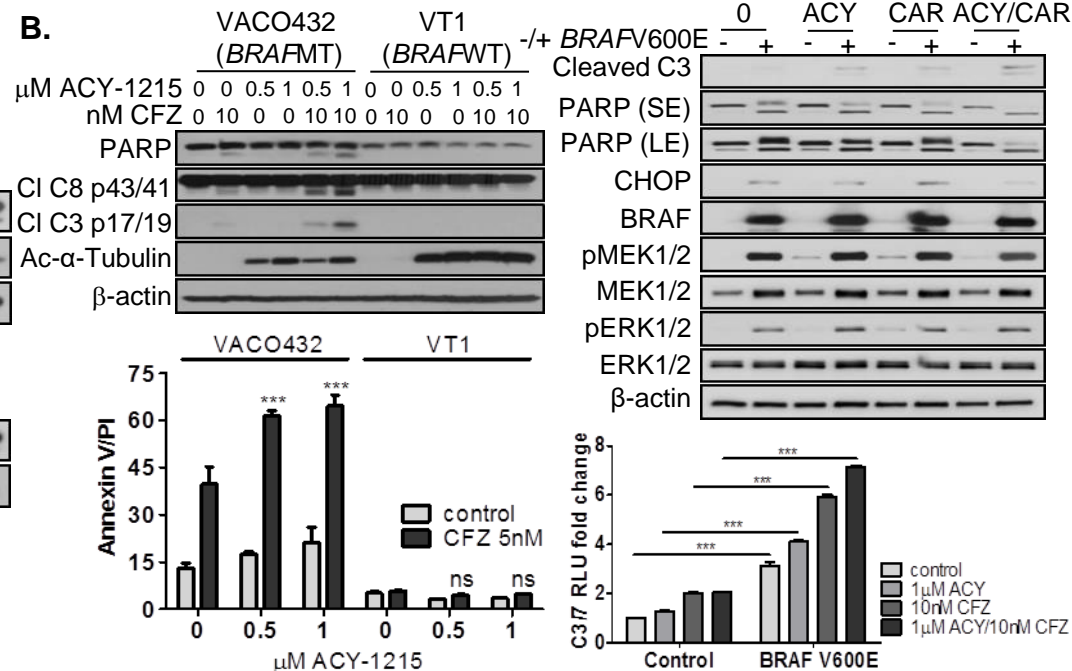 B.
VACO432 VT1
(BRAFMT) (BRAFWT)
μM ACY-1215 0 0 0.5 1 0.5 1 0 0 0.5 1 0.5 1
nM CFZ 0 10 0 0 10 10 0 10 0 0 10 10
PARP
Cl C8 p43/41
Cl C3 p17/19
Ac-α-Tubulin
β-actin
0 ACY CAR ACY/CAR
-/+ BRAFV600E - + - + - + - +
Cleaved C3
PARP (SE)
PARP (LE)
CHOP
BRAF
pMEK1/2
MEK1/2
pERK1/2
ERK1/2
β-actin
VACO432 VT1
Annexin V/PI
75
60
45
30
15
0
*** ***
ns ns
control
CFZ 5nM
0 0.5 1 0 0.5 1
μM ACY-1215
C3/7 RLU fold change
8
6
4
2
0
***
***
***
***
control
1μM ACY
10nM CFZ
1μM ACY/10nM CFZ
Control BRAF V600E